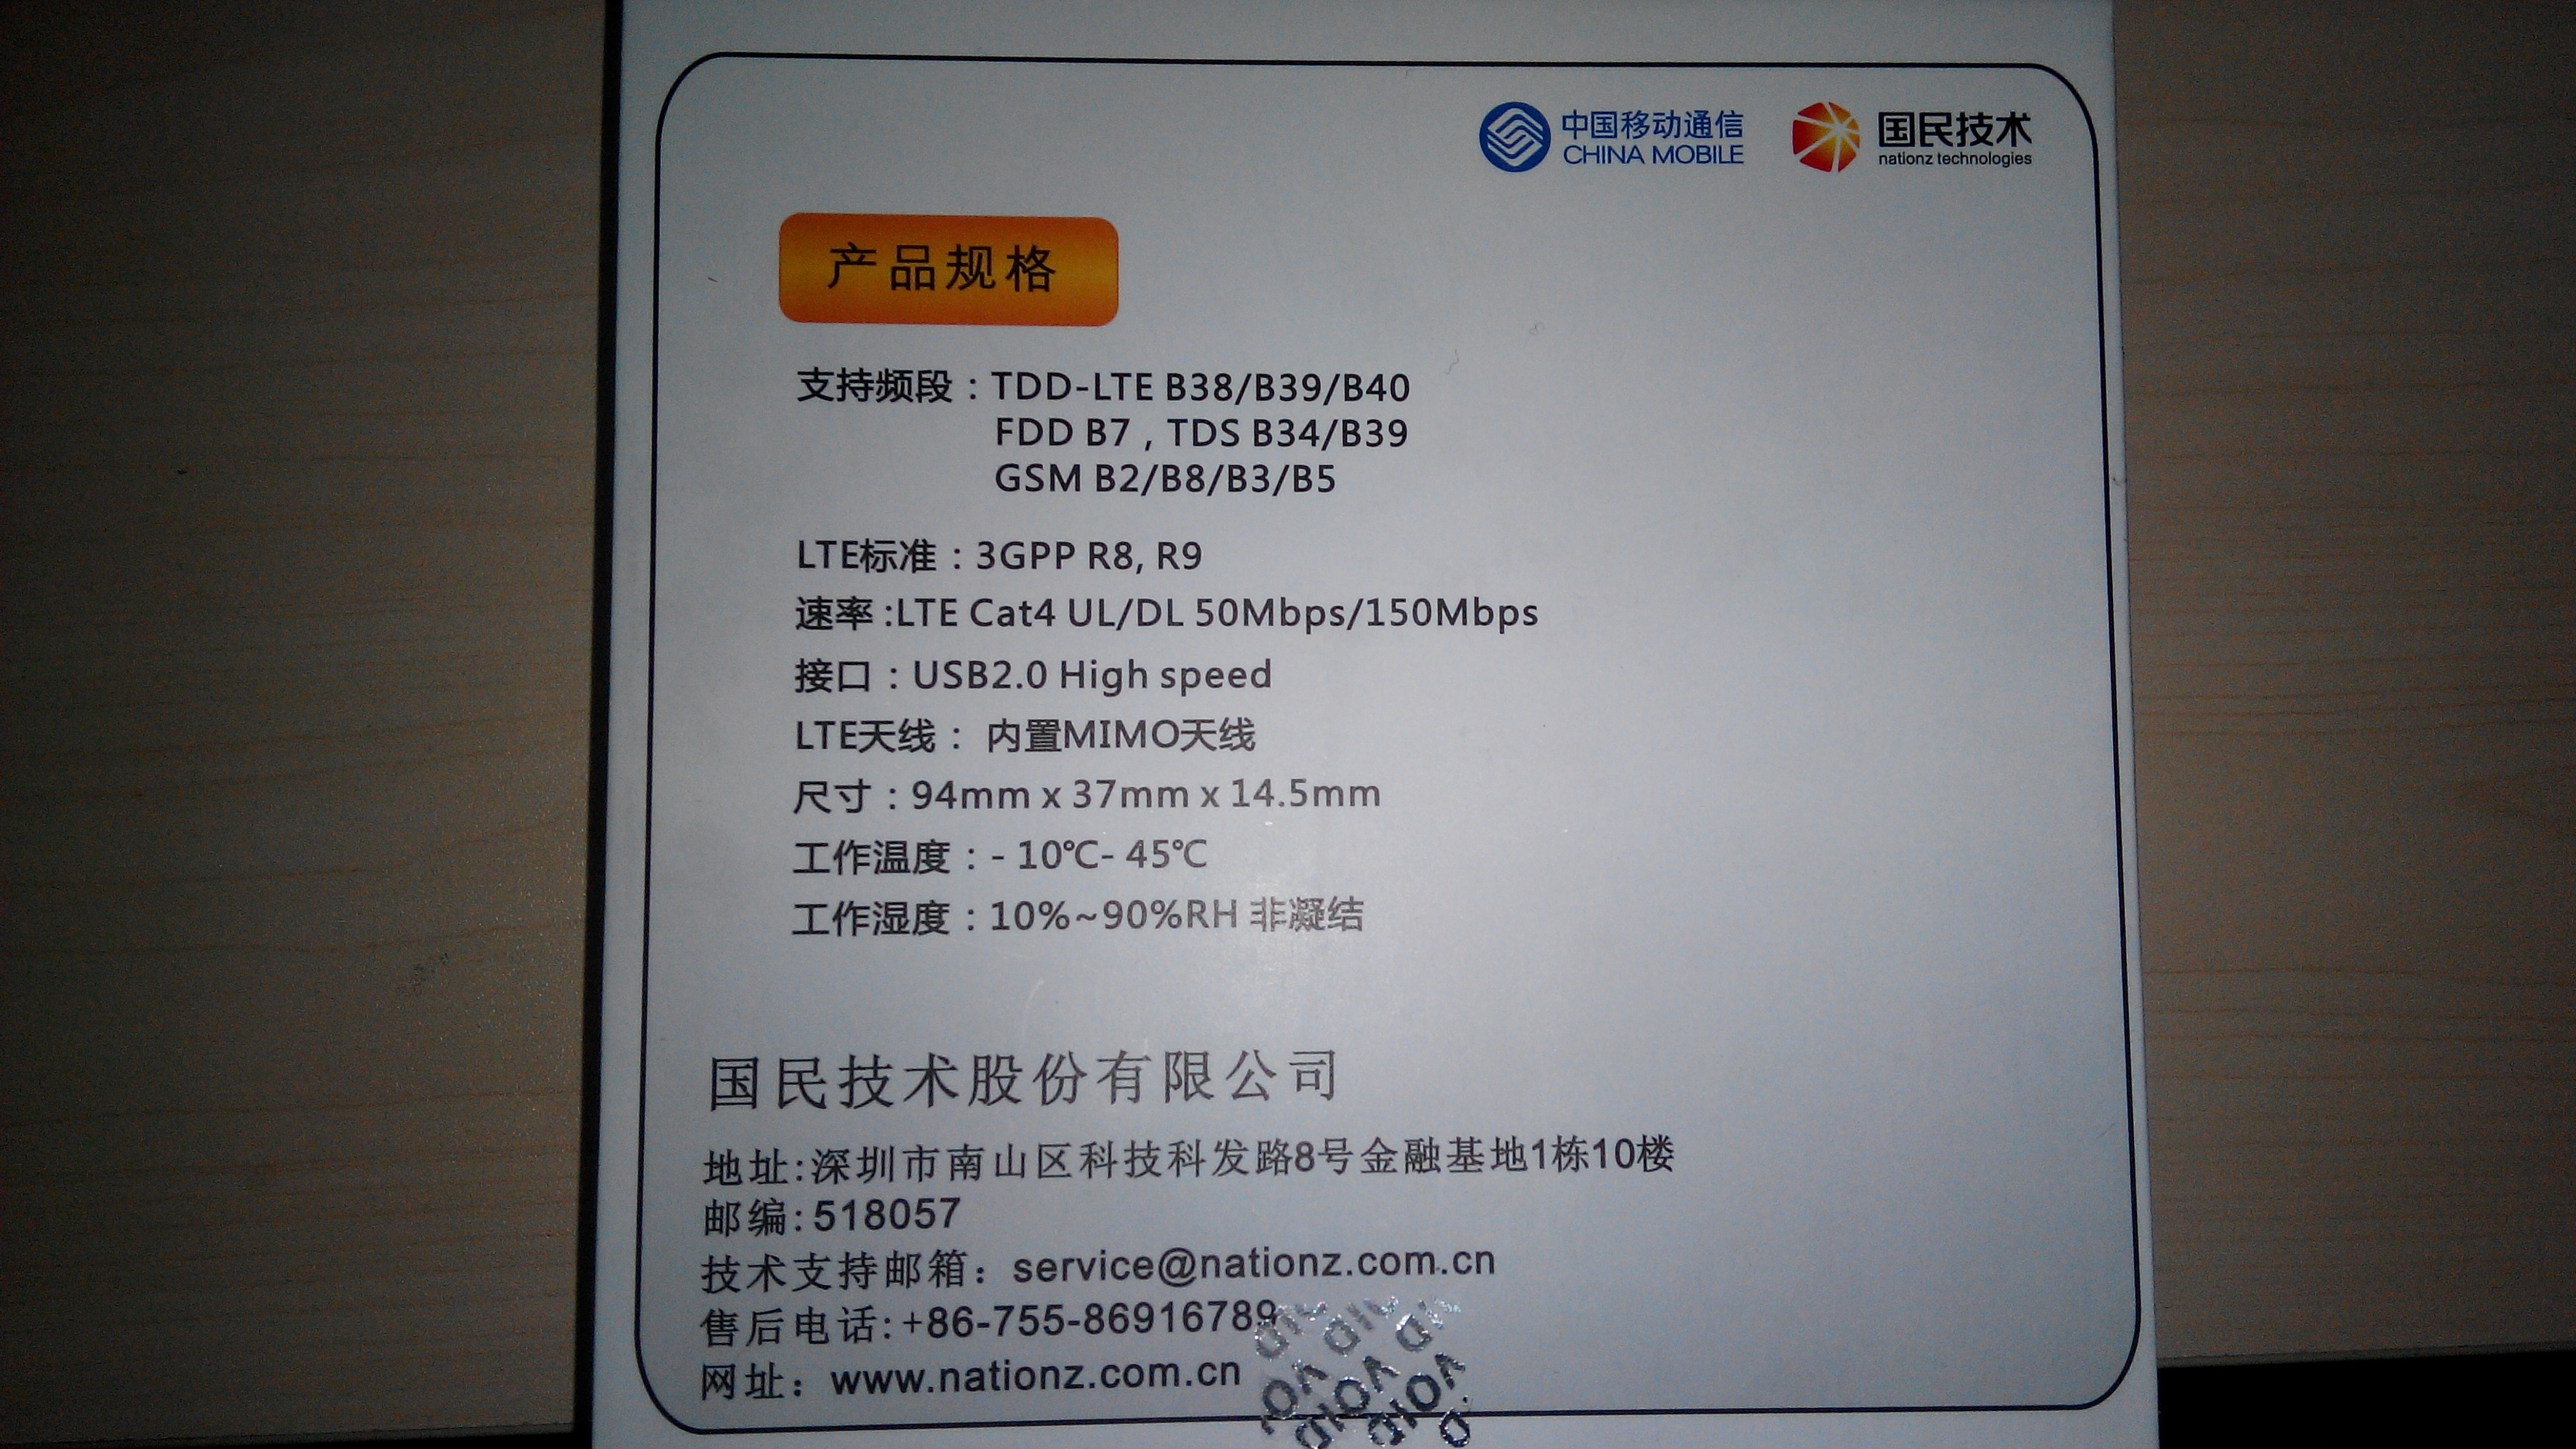 中国移动通信
CHINA MOBILE
国民技术
nationz technologies
产品规格
支持频段：TDD-LTE B38/B39/B40
FDD B7，TDS B34/B39
GSM B2/B8/B3/B5
LTE标准：3GPP R8, R9
速率:LTE Cat4 UL/DL 50Mbps/150Mbps
接口：USB2.0 High speed
LTE天线： 内置MIMO天线
尺寸：94mm x 37mm x 14.5mm
工作温度：- 10℃- 45℃
工作湿度：10%~90%RH 非凝结
国民技术股份有限公司
地址:深圳市南山区科技科发路8号金融基地1栋10楼
邮编:518057
技术支持邮箱：service@nationz.com.cn
售后电话:+86-755-86916789
网址：www.nationz.com.cn
VOID VOID